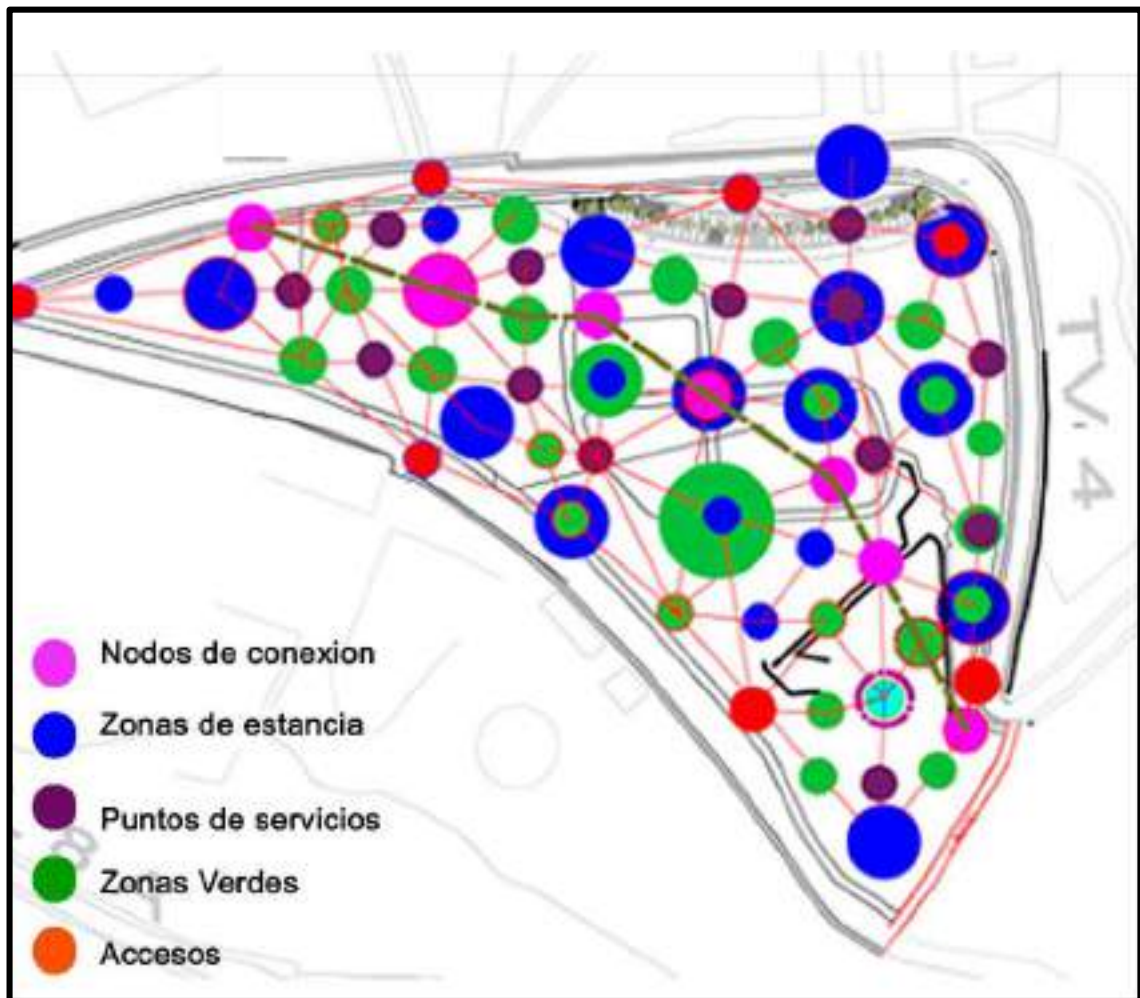 TV. 4
Nodos de conexion
Zonas de estancia
Puntos de servicios
Zonas Verdes
Accesos